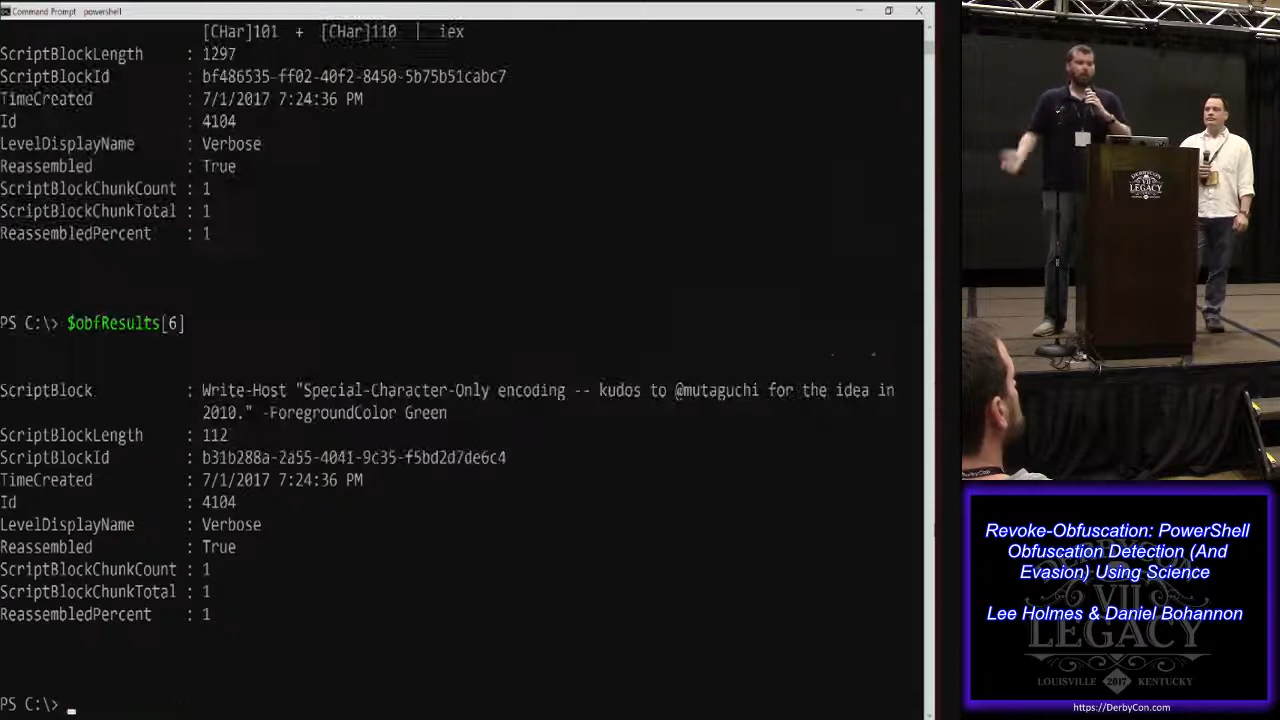 Command Prompt - powershell
[CHar]101 + [CHar]110 | iex
ScriptBlockLength : 1297
ScriptBlockId : bf486535-ff02-40f2-8450-5b75b51cabc7
TimeCreated : 7/1/2017 7:24:36 PM
Id : 4104
LevelDisplayName : Verbose
Reassembled : True
ScriptBlockChunkCount : 1
ScriptBlockChunkTotal : 1
ReassembledPercent : 1
PS C:\> $obfResults[6]
ScriptBlock : Write-Host "Special-Character-Only encoding -- kudos to @mutaguchi for the idea in
2010." -ForegroundColor Green
ScriptBlockLength : 112
ScriptBlockId : b31b288a-2a55-4041-9c35-f5bd2d7de6c4
TimeCreated : 7/1/2017 7:24:36 PM
Id : 4104
LevelDisplayName : Verbose
Reassembled : True
ScriptBlockChunkCount : 1
ScriptBlockChunkTotal : 1
ReassembledPercent : 1
PS C:\>
LEGACY
Revoke-Obfuscation: PowerShell
Obfuscation Detection (And
Evasion) Using Science
Lee Holmes & Daniel Bohannon
DERBYCON
VII
LEGACY
LOUISVILLE 2017 KENTUCKY
https://DerbyCon.com